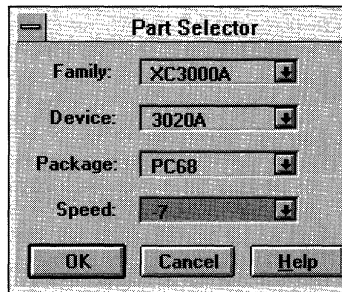 Part Selector
Family: XC3000A
Device: 3020A
Package: PC68
Speed: -7
OK Cancel Help